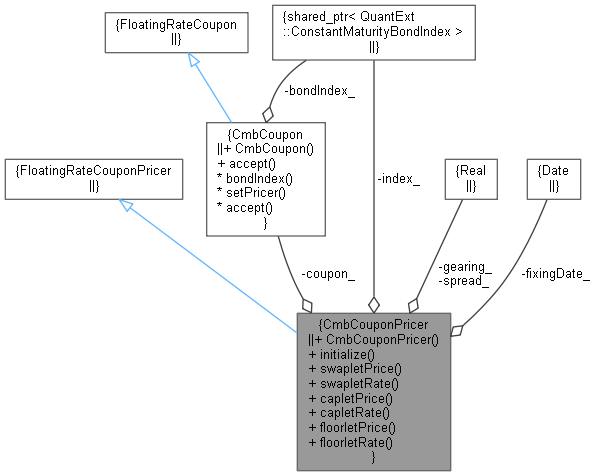 {FloatingRateCoupon
||}
{shared_ptr< QuantExt
::ConstantMaturityBondIndex >
||}
-bondIndex_
{CmbCoupon
||+ CmbCoupon()
+ accept()
* bondIndex()
* setPricer()
* accept()
}
{FloatingRateCouponPricer
||}
-index_
{Real
||}
{Date
||}
-coupon_
-gearing_
-spread_
-fixingDate_
{CmbCouponPricer
||+ CmbCouponPricer()
+ initialize()
+ swapletPrice()
+ swapletRate()
+ capletPrice()
+ capletRate()
+ floorletPrice()
+ floorletRate()
}